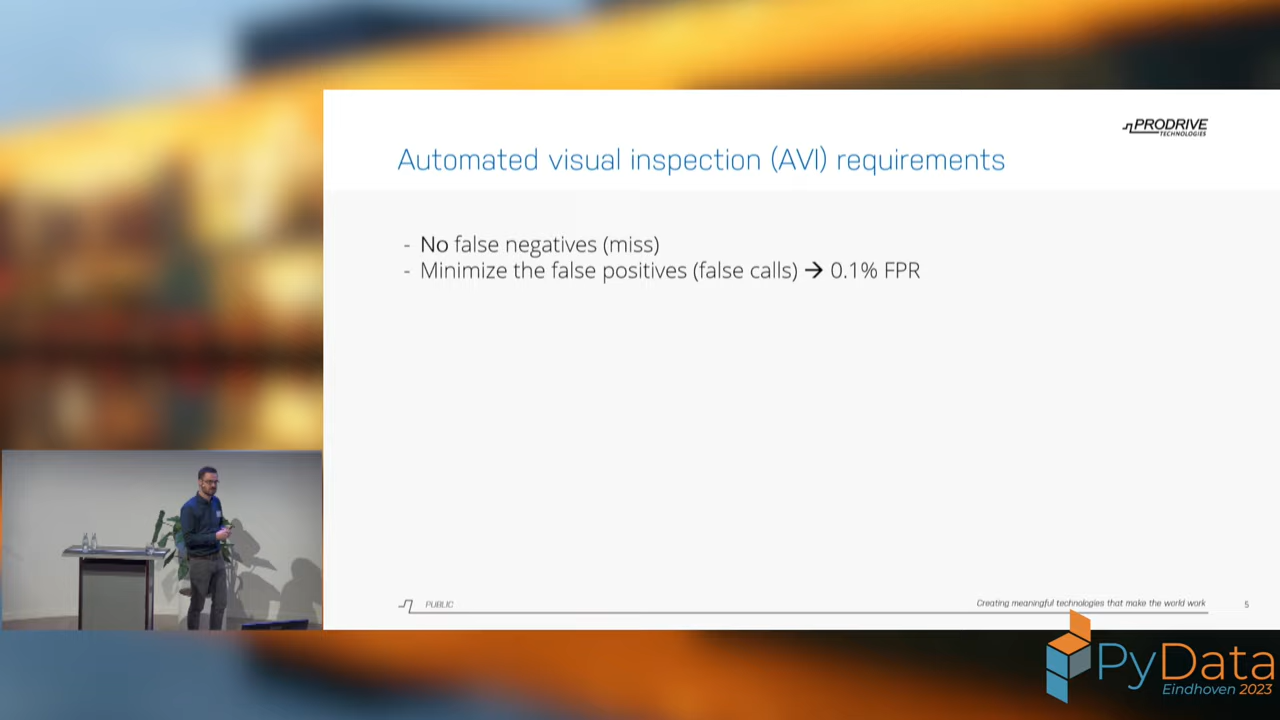 PRODRIVE
TECHNOLOGIES
Automated visual inspection (AVI) requirements
- No false negatives (miss)
- Minimize the false positives (false calls) → 0.1% FPR
PUBLIC
Creating meaningful technologies that make the world work
5
PyData
Eindhoven 2023